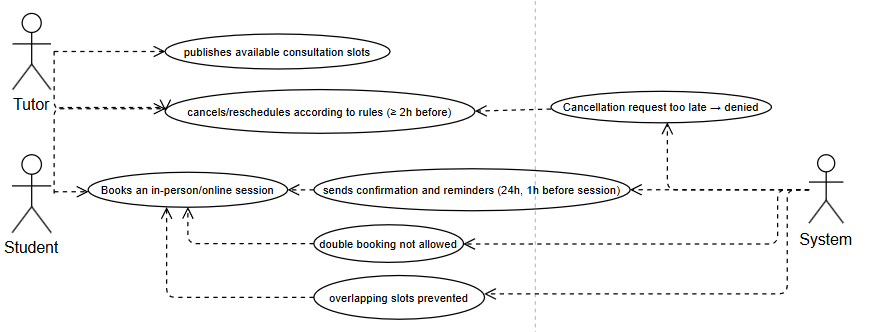 publishes available consultation slots
Tutor
cancels/reschedules according to rules (≥ 2h before)
Cancellation request too late → denied
Books an in-person/online session
sends confirmation and reminders (24h, 1h before session)
Student
System
double booking not allowed
overlapping slots prevented